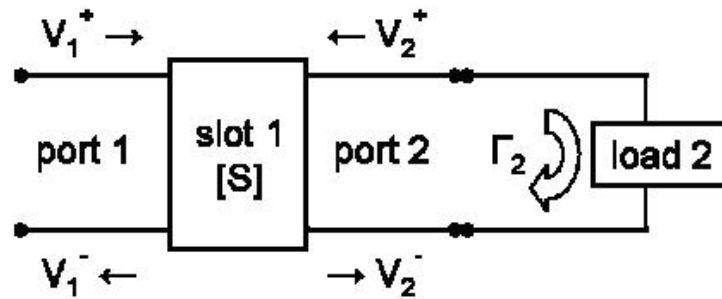 V₁⁺ → ← V₂⁺
port 1 slot 1 [S] port 2 Γ₂ load 2
V₁⁻ ← → V₂⁻